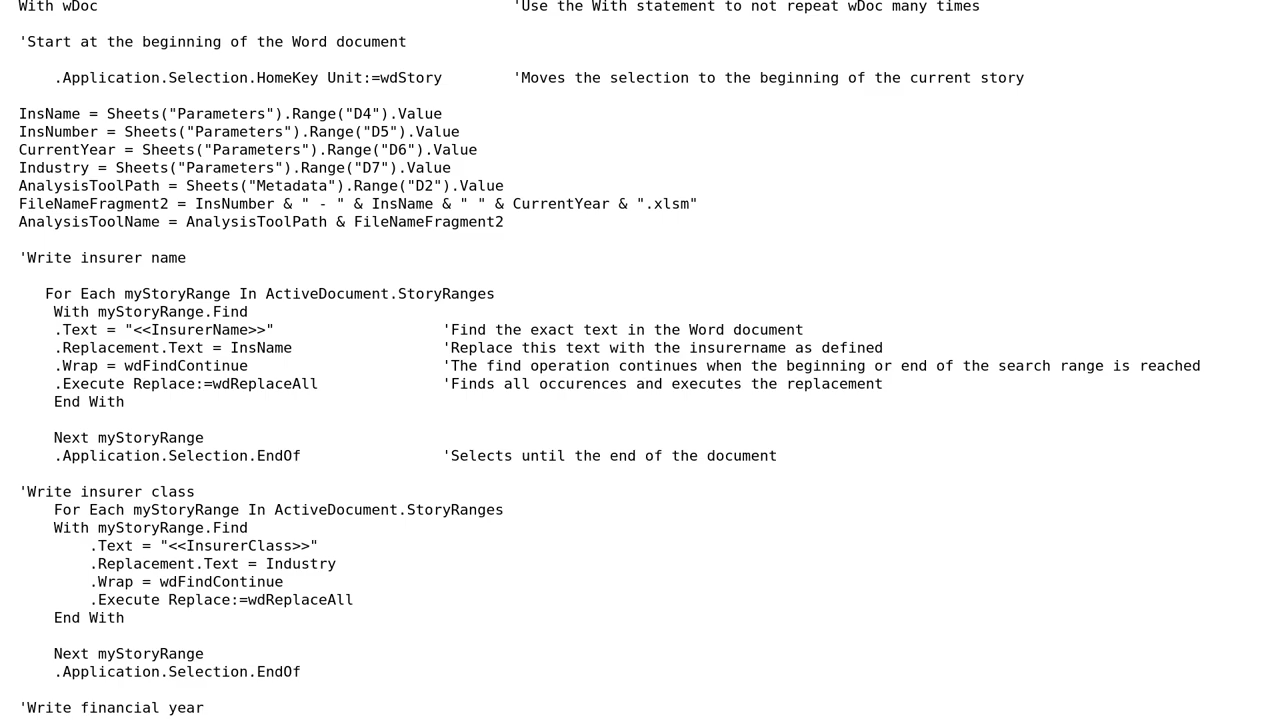 With wDoc 'Use the With statement to not repeat wDoc many times
'Start at the beginning of the Word document
.Application.Selection.HomeKey Unit:=wdStory 'Moves the selection to the beginning of the current story
InsName = Sheets("Parameters").Range("D4").Value
InsNumber = Sheets("Parameters").Range("D5").Value
CurrentYear = Sheets("Parameters").Range("D6").Value
Industry = Sheets("Parameters").Range("D7").Value
AnalysisToolPath = Sheets("Metadata").Range("D2").Value
FileNameFragment2 = InsNumber & " - " & InsName & " " & CurrentYear & ".xlsm"
AnalysisToolName = AnalysisToolPath & FileNameFragment2
'Write insurer name
For Each myStoryRange In ActiveDocument.StoryRanges
With myStoryRange.Find
.Text = "<<InsurerName>>" 'Find the exact text in the Word document
.Replacement.Text = InsName 'Replace this text with the insurername as defined
.Wrap = wdFindContinue 'The find operation continues when the beginning or end of the search range is reached
.Execute Replace:=wdReplaceAll 'Finds all occurences and executes the replacement
End With
Next myStoryRange
.Application.Selection.EndOf 'Selects until the end of the document
'Write insurer class
For Each myStoryRange In ActiveDocument.StoryRanges
With myStoryRange.Find
.Text = "<<InsurerClass>>"
.Replacement.Text = Industry
.Wrap = wdFindContinue
.Execute Replace:=wdReplaceAll
End With
Next myStoryRange
.Application.Selection.EndOf
'Write financial year